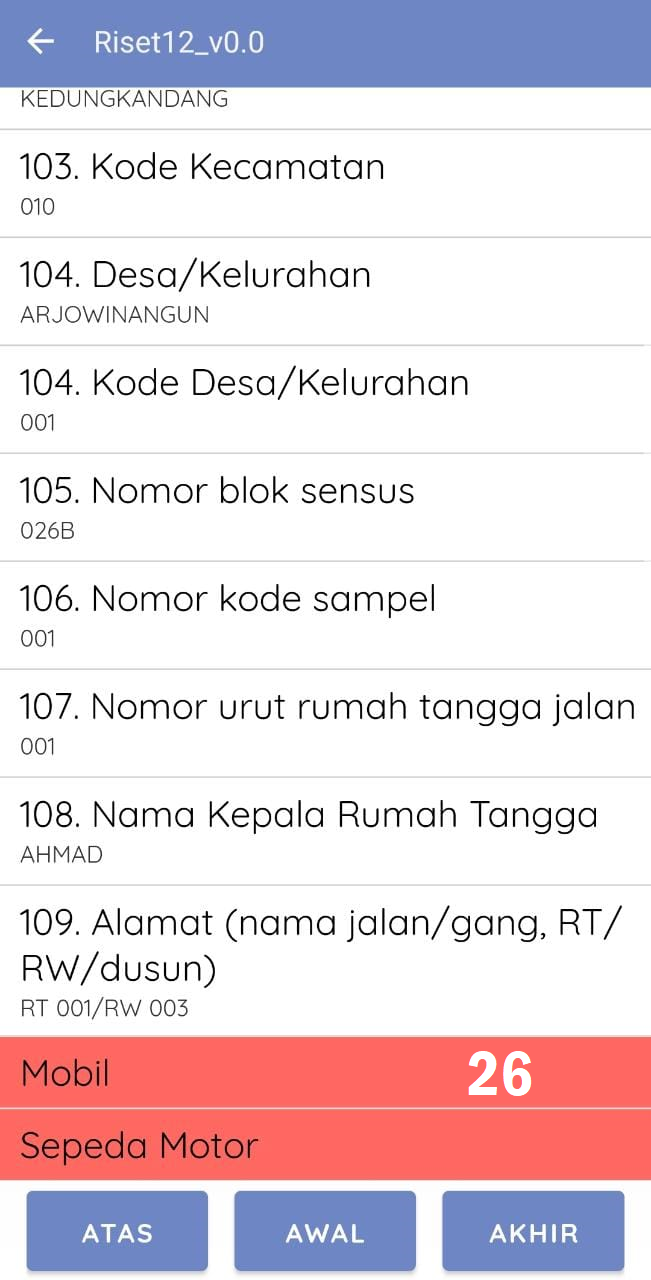 Riset12_v0.0
KEDUNGKANDANG
103. Kode Kecamatan
010
104. Desa/Kelurahan
ARJOWINANGUN
104. Kode Desa/Kelurahan
001
105. Nomor blok sensus
026B
106. Nomor kode sampel
001
107. Nomor urut rumah tangga jalan
001
108. Nama Kepala Rumah Tangga
AHMAD
109. Alamat (nama jalan/gang, RT/
RW/dusun)
RT 001/RW 003
Mobil 26
Sepeda Motor
ATAS AWAL AKHIR